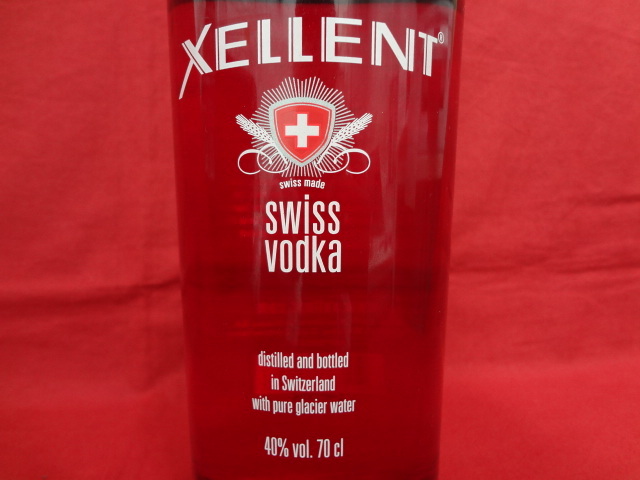 XELLENT®
swiss made
swiss
vodka
distilled and bottled
in Switzerland
with pure glacier water
40% vol. 70 cl